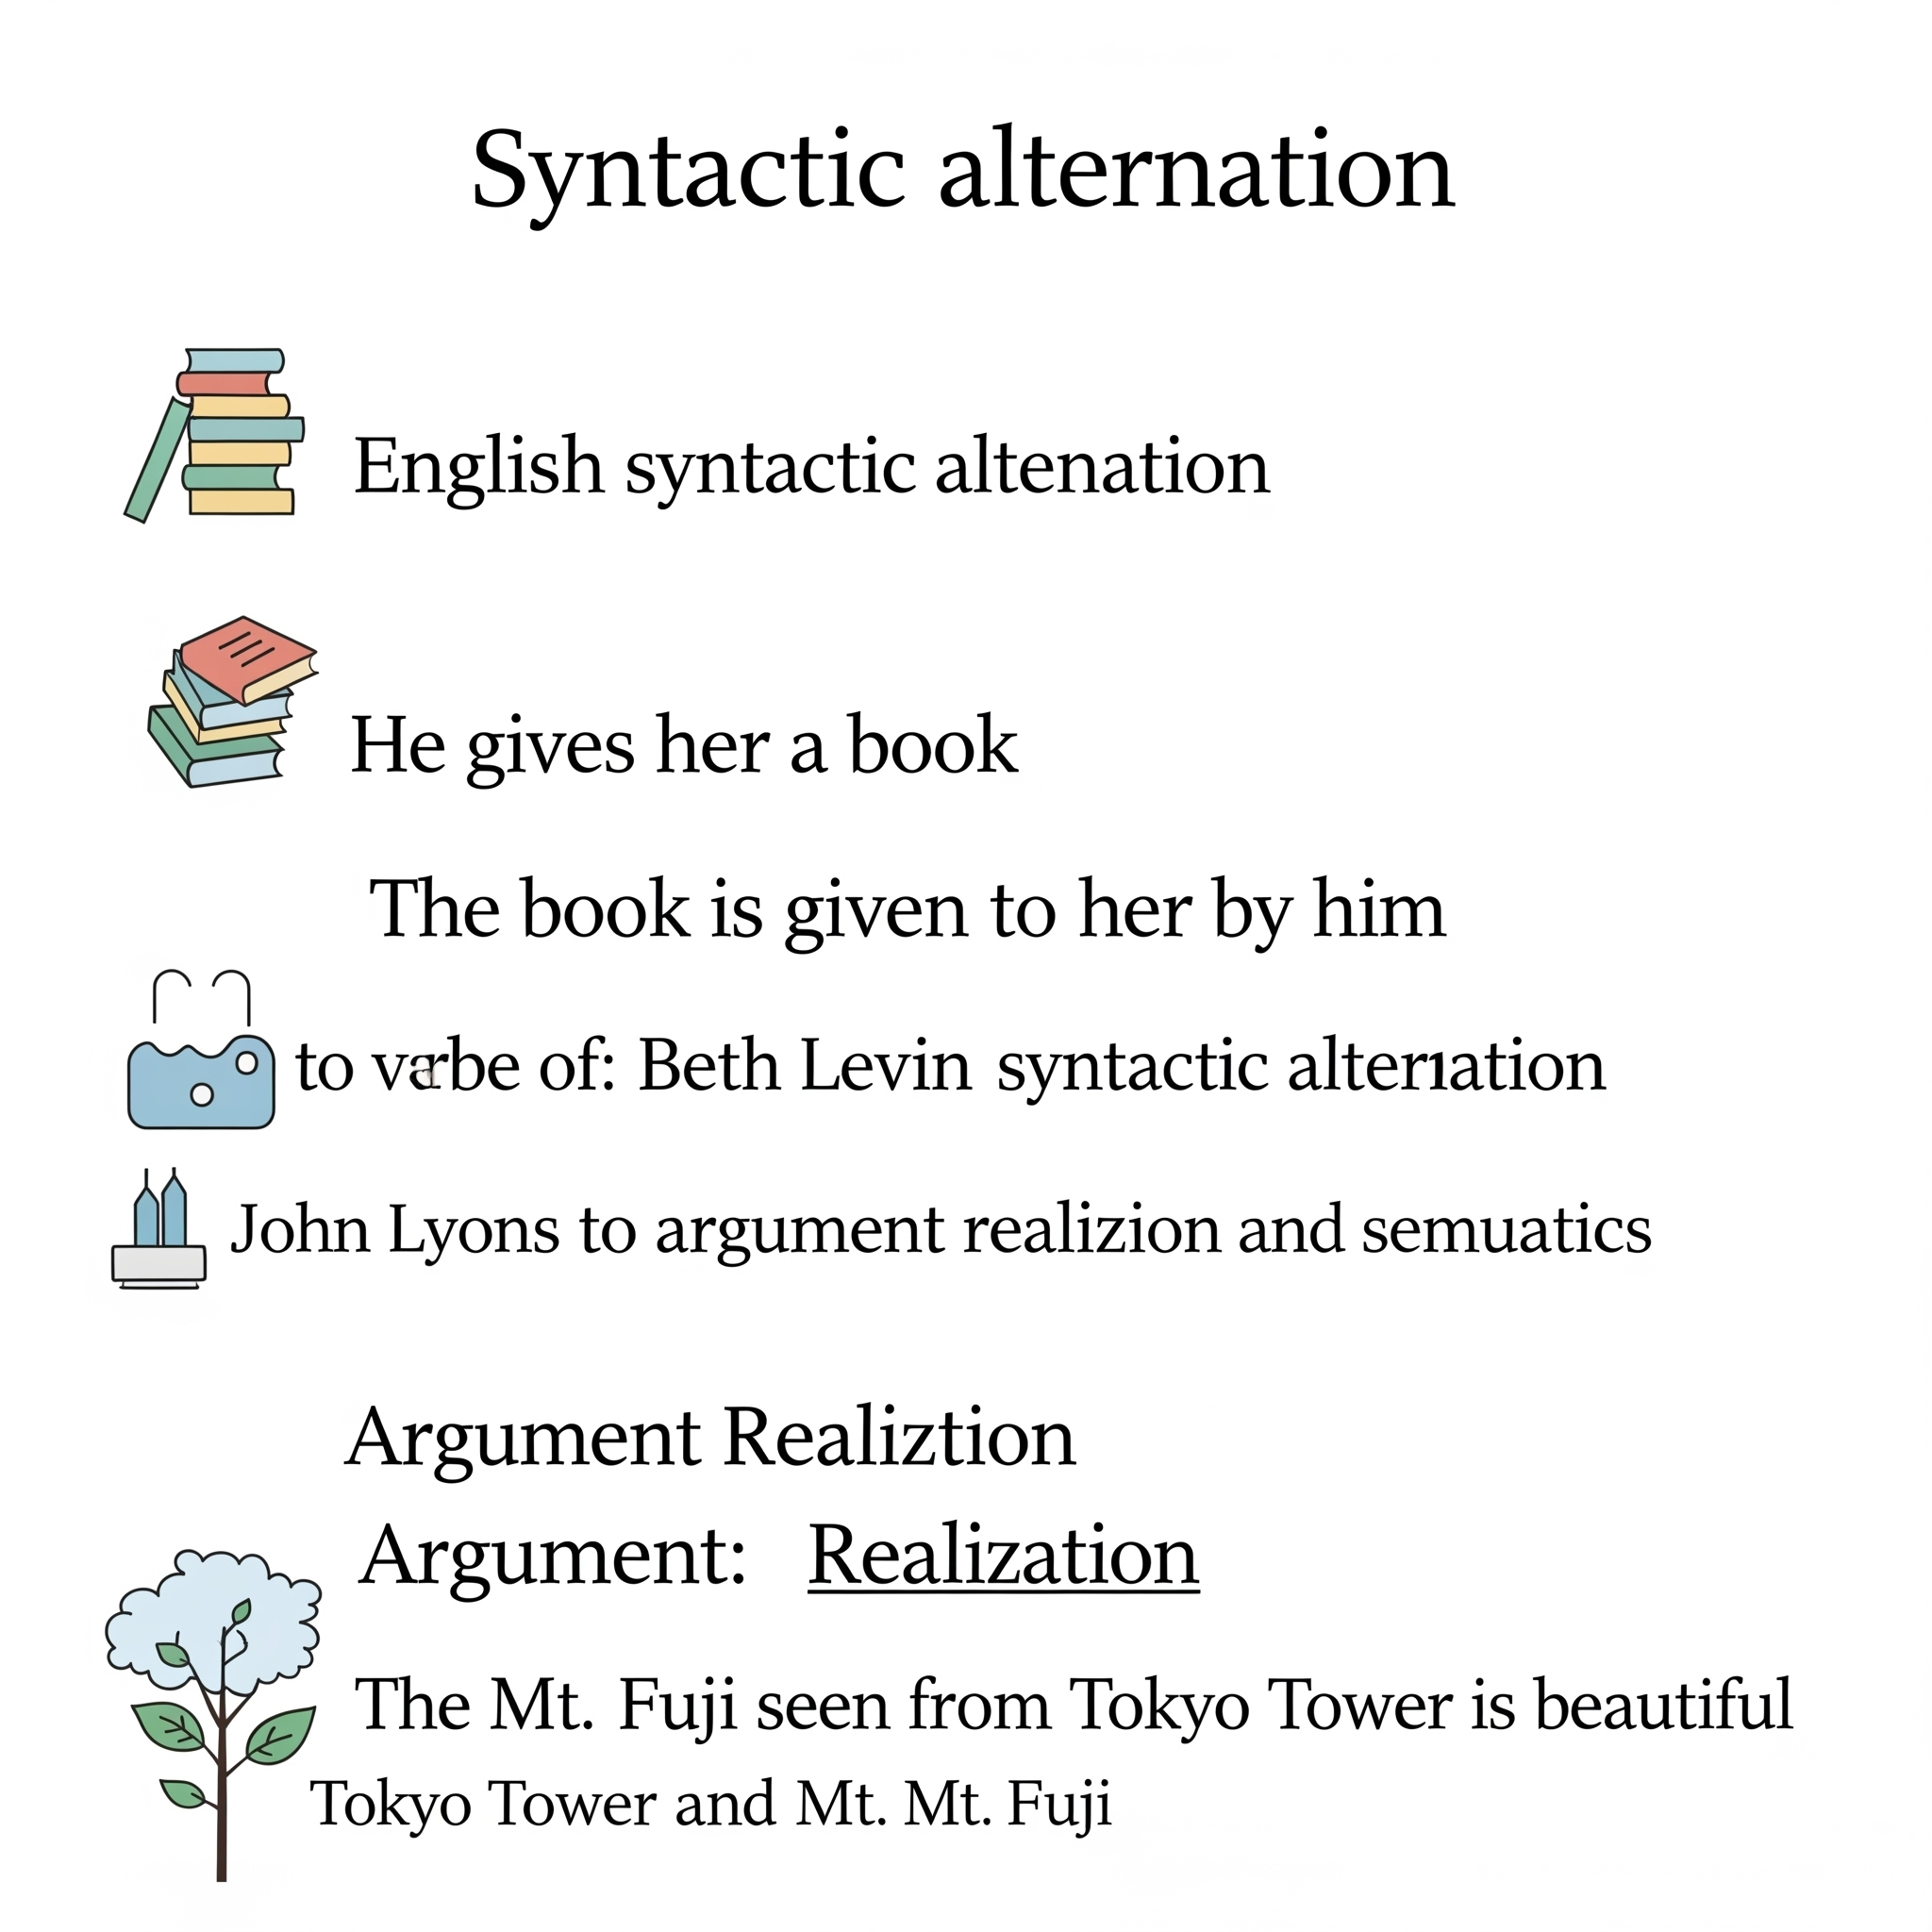 Syntactic alternation
English syntactic altenation
He gives her a book
The book is given to her by him
to of: Beth Levin syntactic
John Lyons to argument realizion and semuatics
Argument Realiztion
Argument: Realization
The Mt. Fuji seen from Tokyo Tower is beautiful
Tokyo Tower and Mt. Mt. Fuji